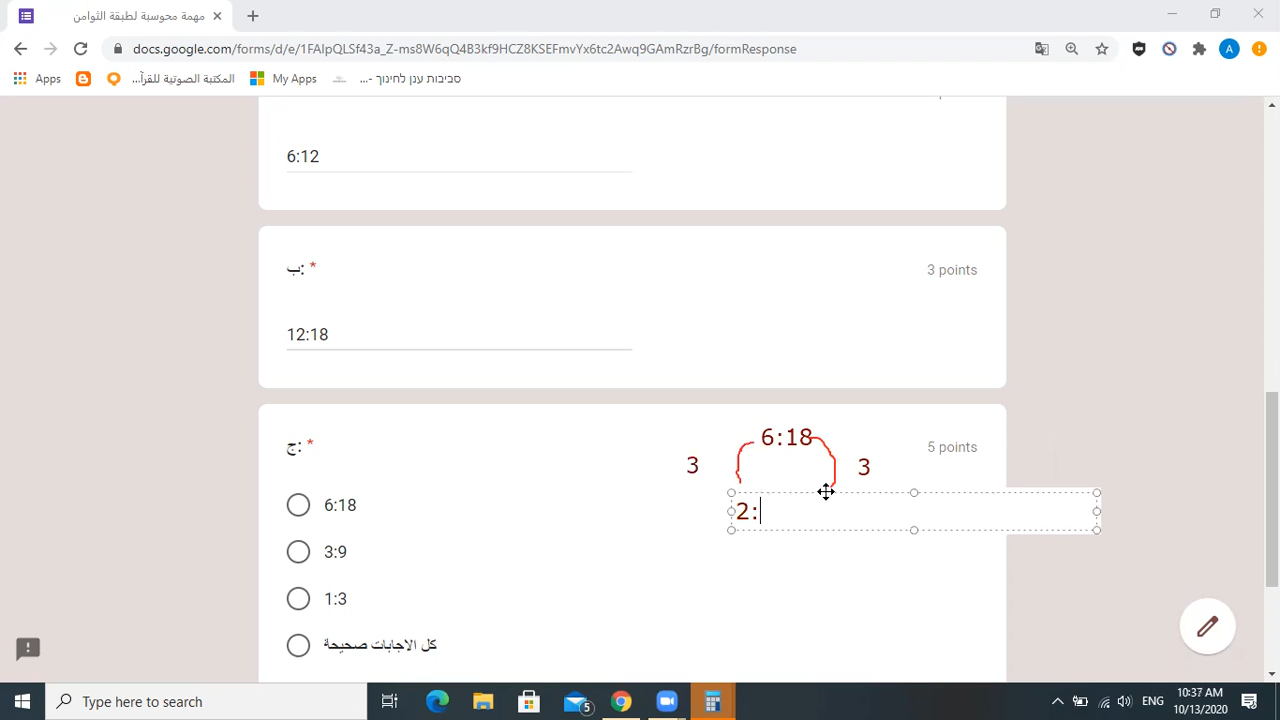 مهمة محوسبة لطبقة الثوامن
docs.google.com/forms/d/e/1FAIpQLSf43a_Z-ms8W6qQ4B3kf9HCZ8KSEFmvYx6tc2Awq9GAmRzrBg/formResponse
A
Apps
المكتبة الصوتية للقرآ...
My Apps
סביבות ענן לחינוך -...
6:12
ب: *
3 points
12:18
ج: *
5 points
6:18
3
3
2:
6:18
3:9
1:3
كل الاجابات صحيحة
Type here to search
5
ENG
10:37 AM
10/13/2020